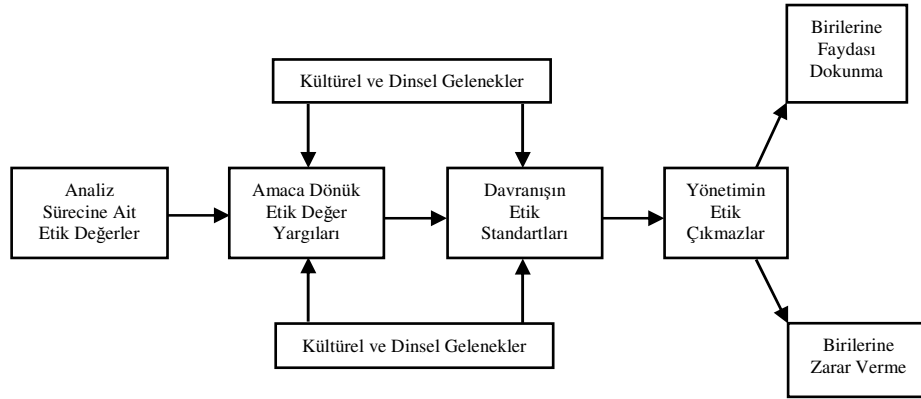 Birilerine
Faydası
Dokunma
Kültürel ve Dinsel Gelenekler
Analiz
Sürecine Ait
Etik Değerler
Amaca Dönük
Etik Değer
Yargıları
Davranışın
Etik
Standartları
Yönetimin
Etik
Çıkmazlar
Kültürel ve Dinsel Gelenekler
Birilerine
Zarar Verme